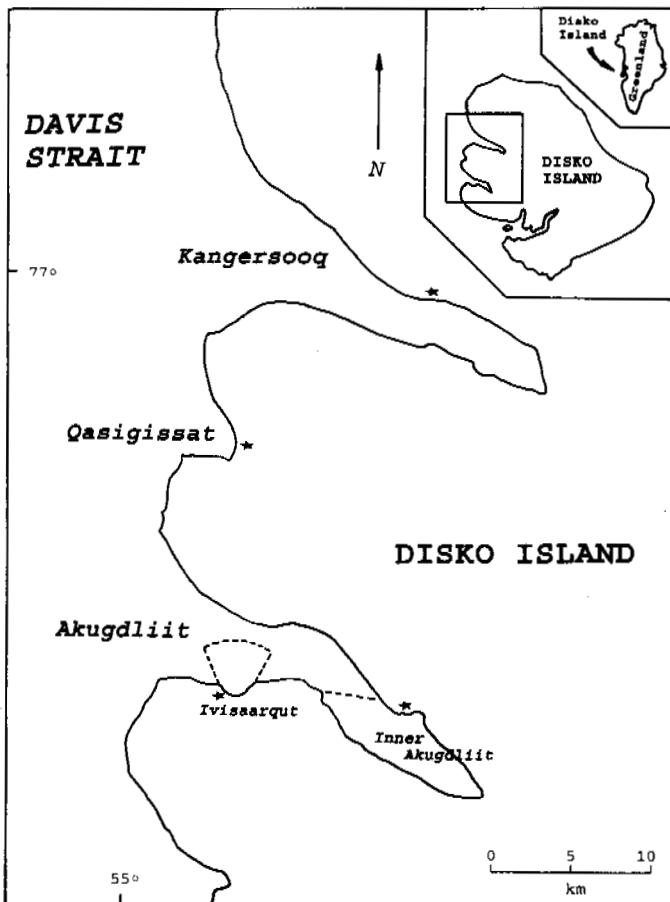 Disko
Island
Greenland
DAVIS
STRAIT
N
DISKO
ISLAND
Kangersooq
77°
Qasigissat
DISKO ISLAND
Akugdliit
Ivisaarqut
Inner
Akugdliit
55°
0 5 10
km